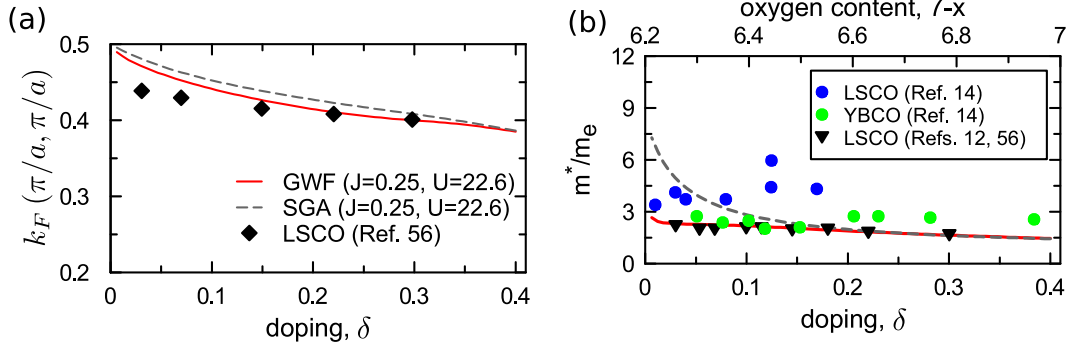 (a)
0.5
0.4
0.3
0.2
k_F (π/a, π/a)
GWF (J=0.25, U=22.6)
SGA (J=0.25, U=22.6)
LSCO (Ref. 56)
0 0.1 0.2 0.3 0.4
doping, δ
(b)
oxygen content, 7-x
6.2 6.4 6.6 6.8 7
12
9
6
3
0
m*/m_e
LSCO (Ref. 14)
YBCO (Ref. 14)
LSCO (Refs. 12, 56)
0 0.1 0.2 0.3 0.4
doping, δ